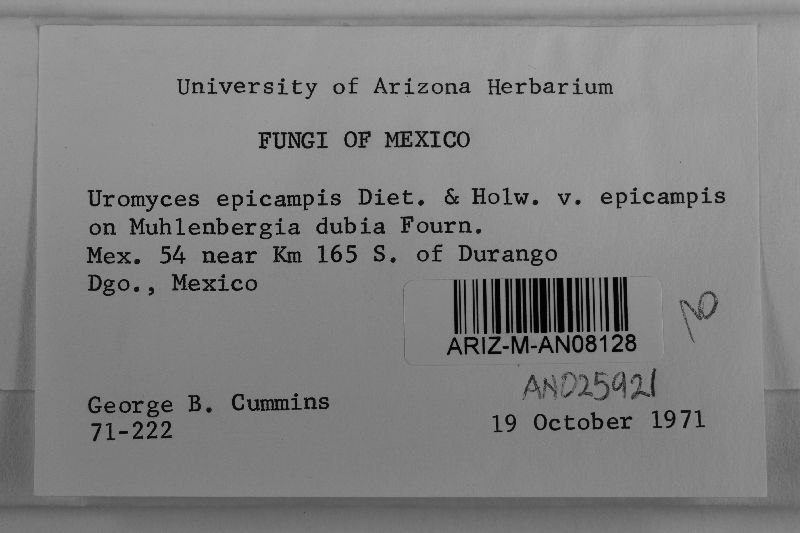 University of Arizona Herbarium
FUNGI OF MEXICO
Uromyces epicampis Diet. & Holw. v. epicampis
on Muhlenbergia dubia Fourn.
Mex. 54 near Km 165 S. of Durango
Dgo., Mexico
ARIZ-M-AN08128
AN025921
George B. Cummins
71-222
19 October 1971